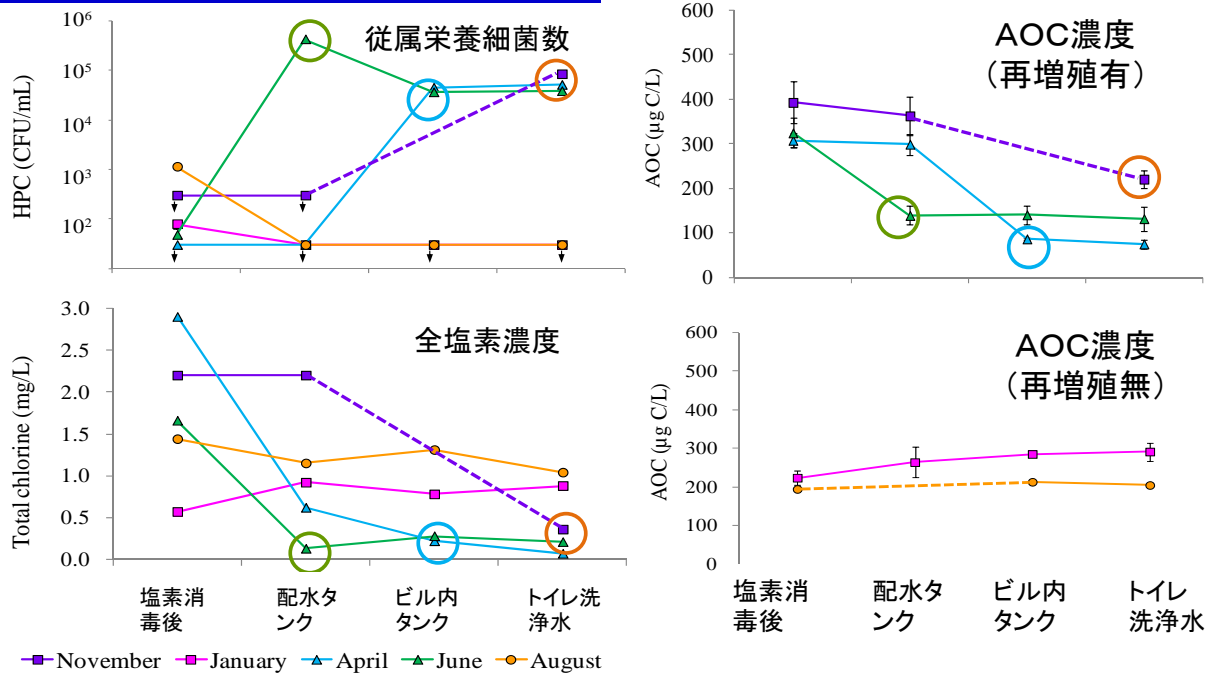 従属栄養細菌数
HPC (CFU/mL)
10⁶
10⁵
10⁴
10³
10²
AOC濃度
（再増殖有）
AOC (µg C/L)
600
500
400
300
200
100
0
全塩素濃度
Total chlorine (mg/L)
3.0
2.5
2.0
1.5
1.0
0.5
0.0
塩素消
毒後
配水タ
ンク
ビル内
タンク
トイレ洗
浄水
AOC濃度
（再増殖無）
AOC (µg C/L)
600
500
400
300
200
100
0
塩素消
毒後
配水タ
ンク
ビル内
タンク
トイレ
洗浄水
November January April June August